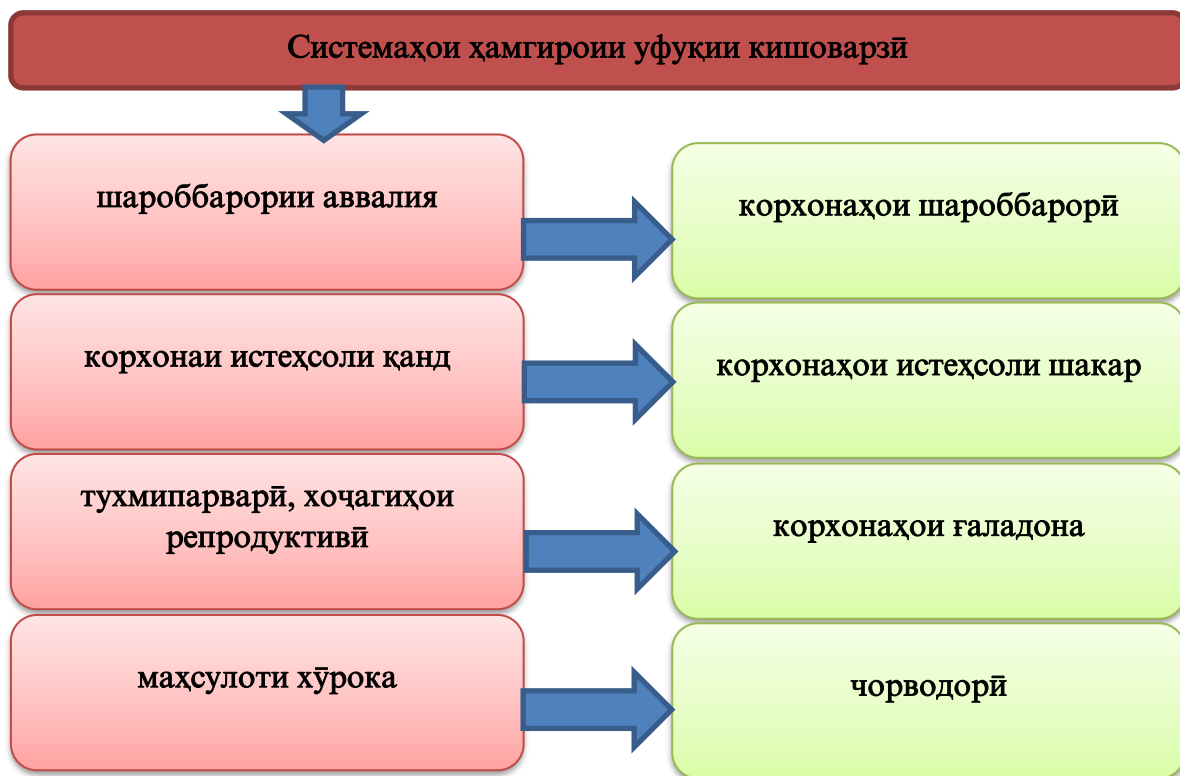 Системаҳои ҳамгироии уфуқии кишоварзӣ
шароббарории аввалия
корхонаҳои шароббарорӣ
корхонаи истеҳсоли қанд
корхонаҳои истеҳсоли шакар
тухмипарварӣ, хоҷагиҳои
репродуктивӣ
корхонаҳои ғаладона
маҳсулоти хӯрока
чорводорӣ